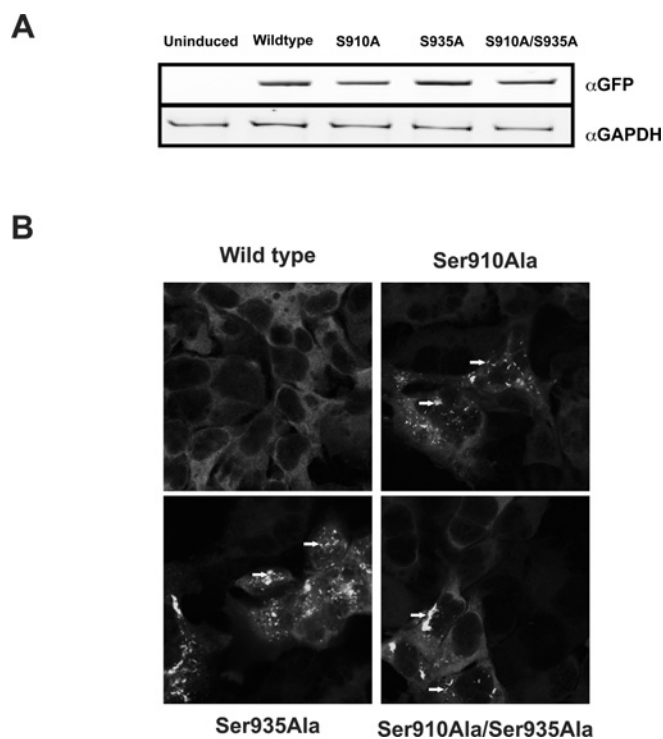 A
Uninduced Wildtype S910A S935A S910A/S935A
αGFP
αGAPDH
B
Wild type Ser910Ala
Ser935Ala Ser910Ala/Ser935Ala